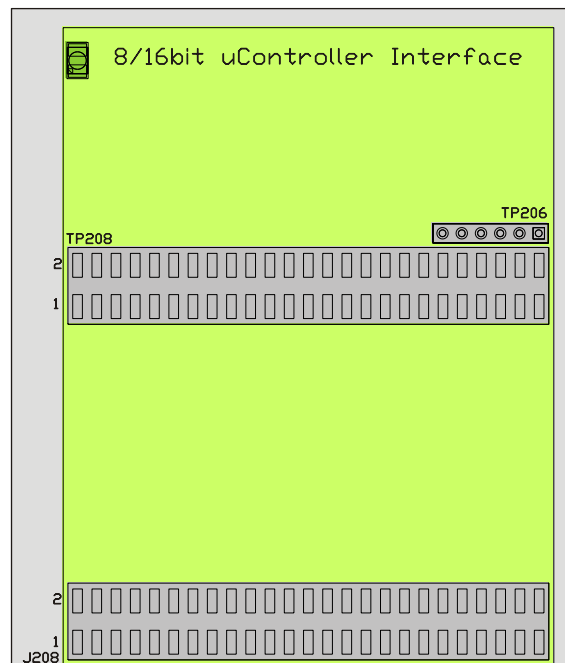 8/16bit uController Interface
TP206
TP208
2
1
2
1
J208